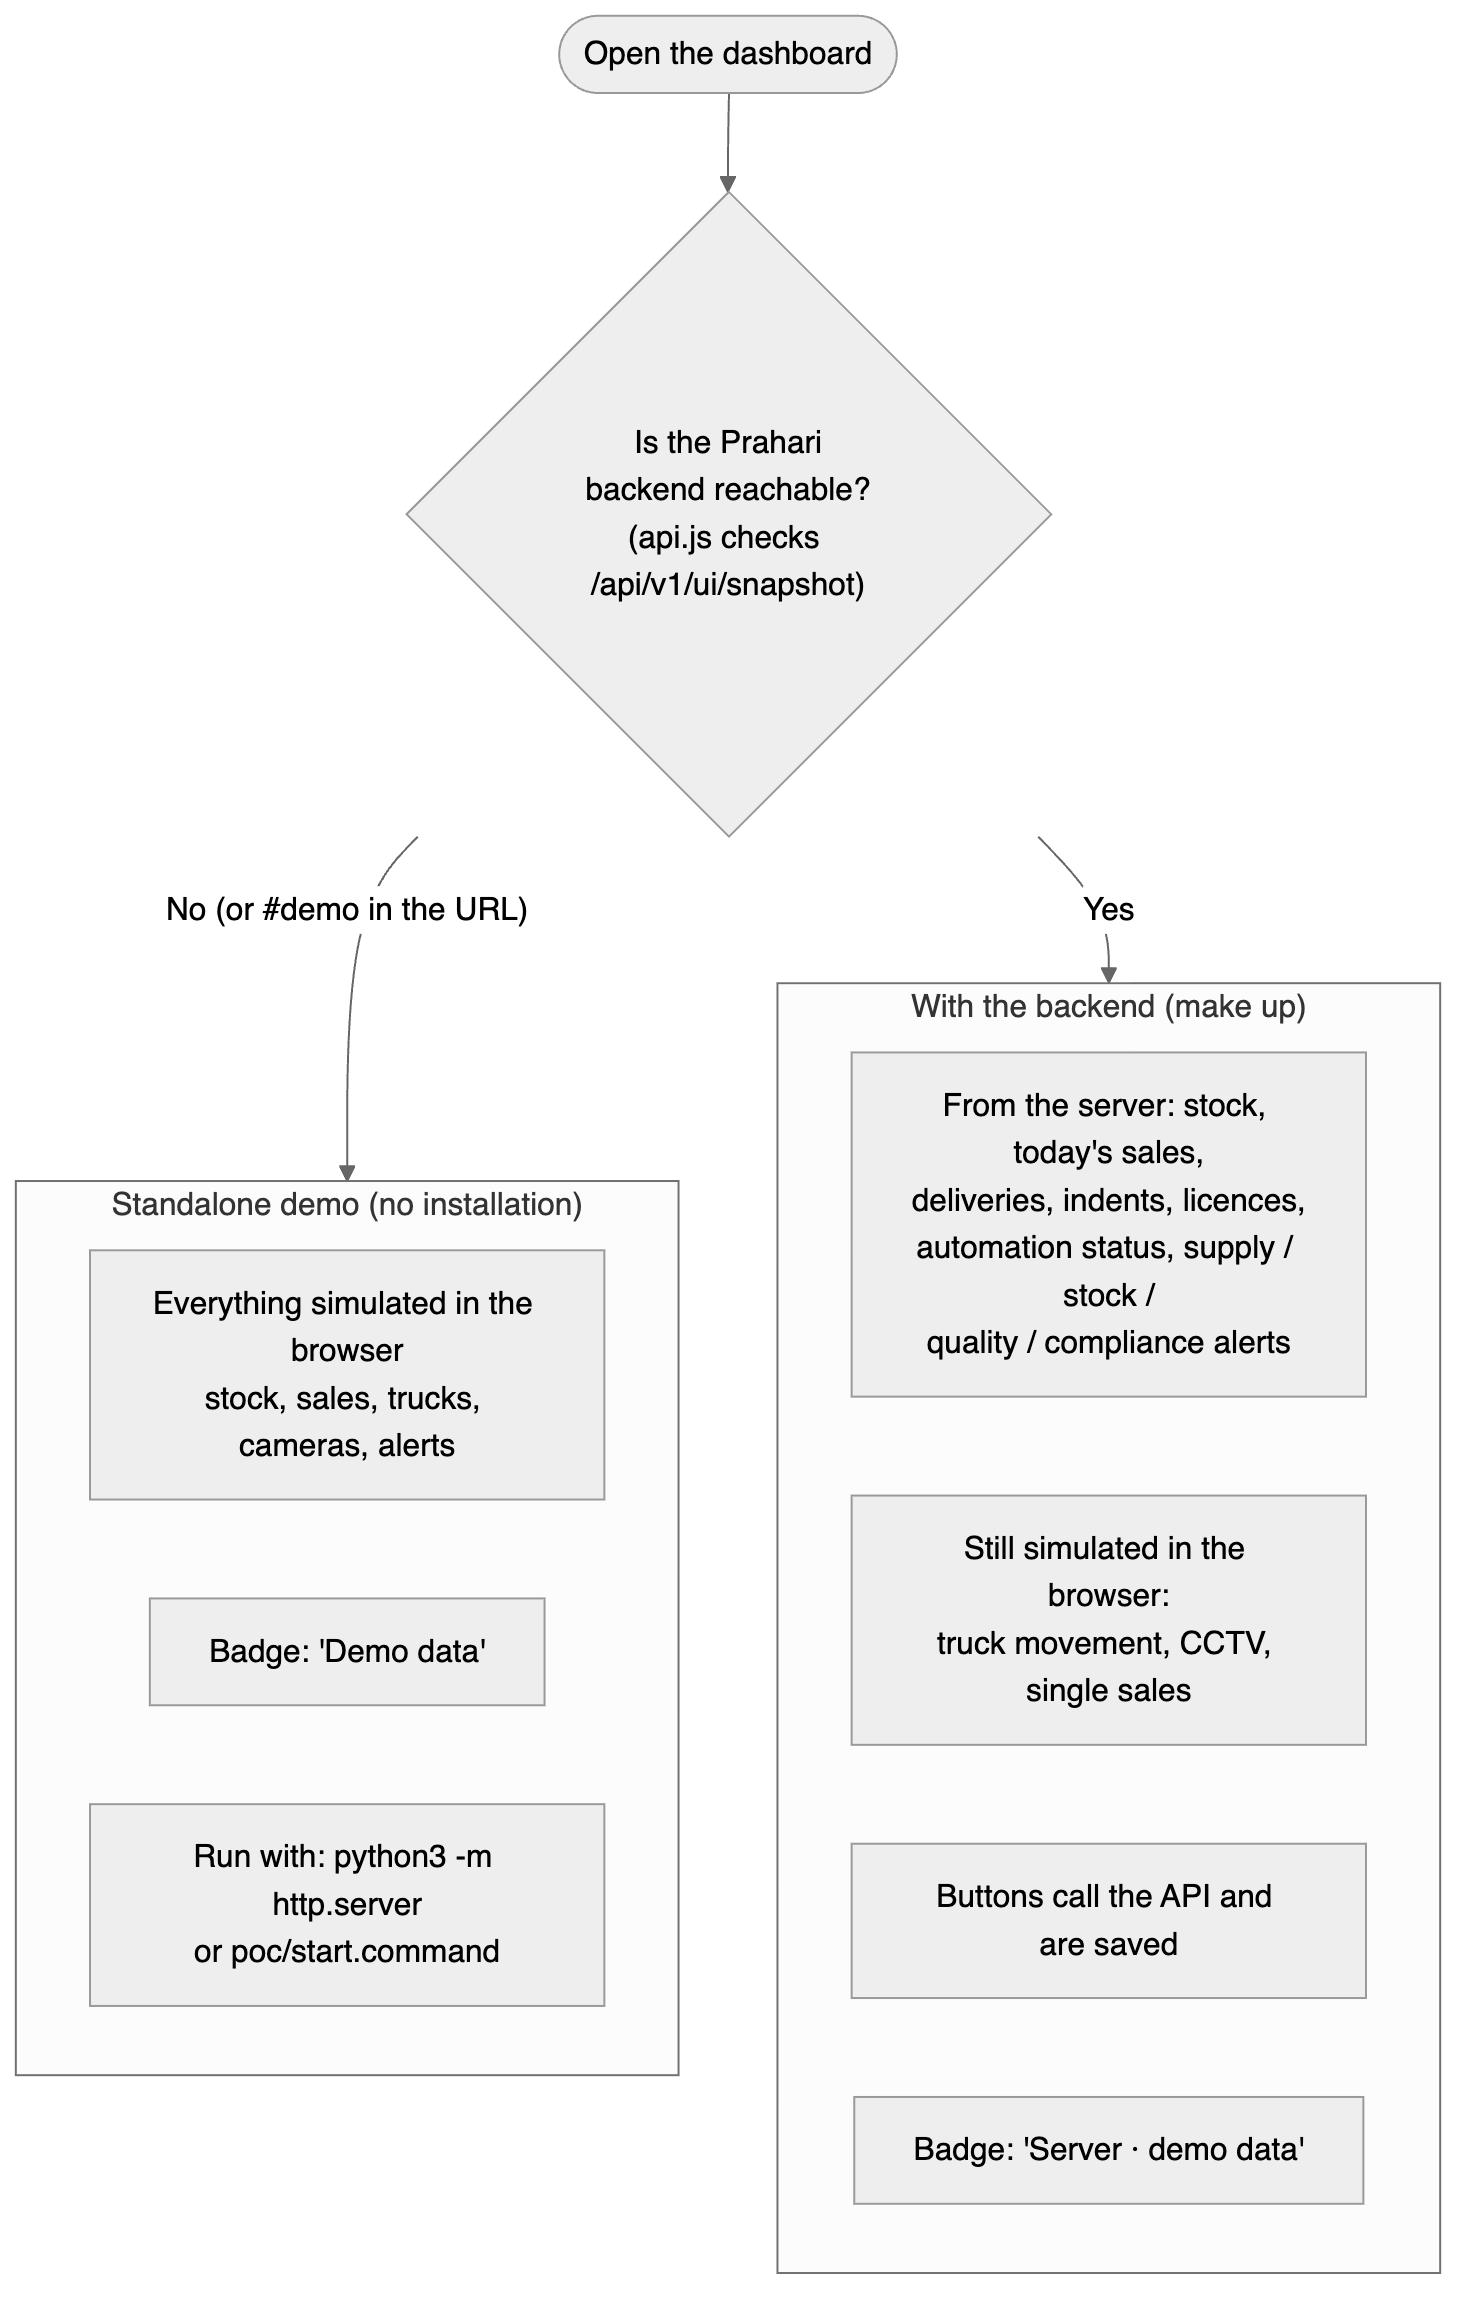 Open the dashboard
Is the Prahari
backend reachable?
(api.js checks
/api/v1/ui/snapshot)
No (or #demo in the URL)
Yes
Standalone demo (no installation)
Everything simulated in the
browser
stock, sales, trucks,
cameras, alerts
Badge: 'Demo data'
Run with: python3 -m
http.server
or poc/start.command
With the backend (make up)
From the server: stock,
today's sales,
deliveries, indents, licences,
automation status, supply /
stock /
quality / compliance alerts
Still simulated in the
browser:
truck movement, CCTV,
single sales
Buttons call the API and
are saved
Badge: 'Server · demo data'